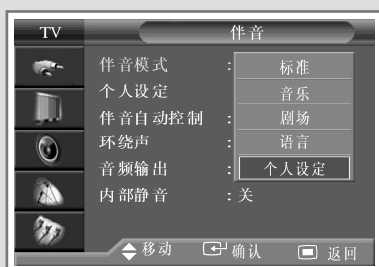 TV 伴音
伴音模式 : 标准
个人设定 音乐
伴音自动控制 : 剧场
环绕声 : 语言
音频输出 : 个人设定
内部静音 : 关
移动 确认 返回